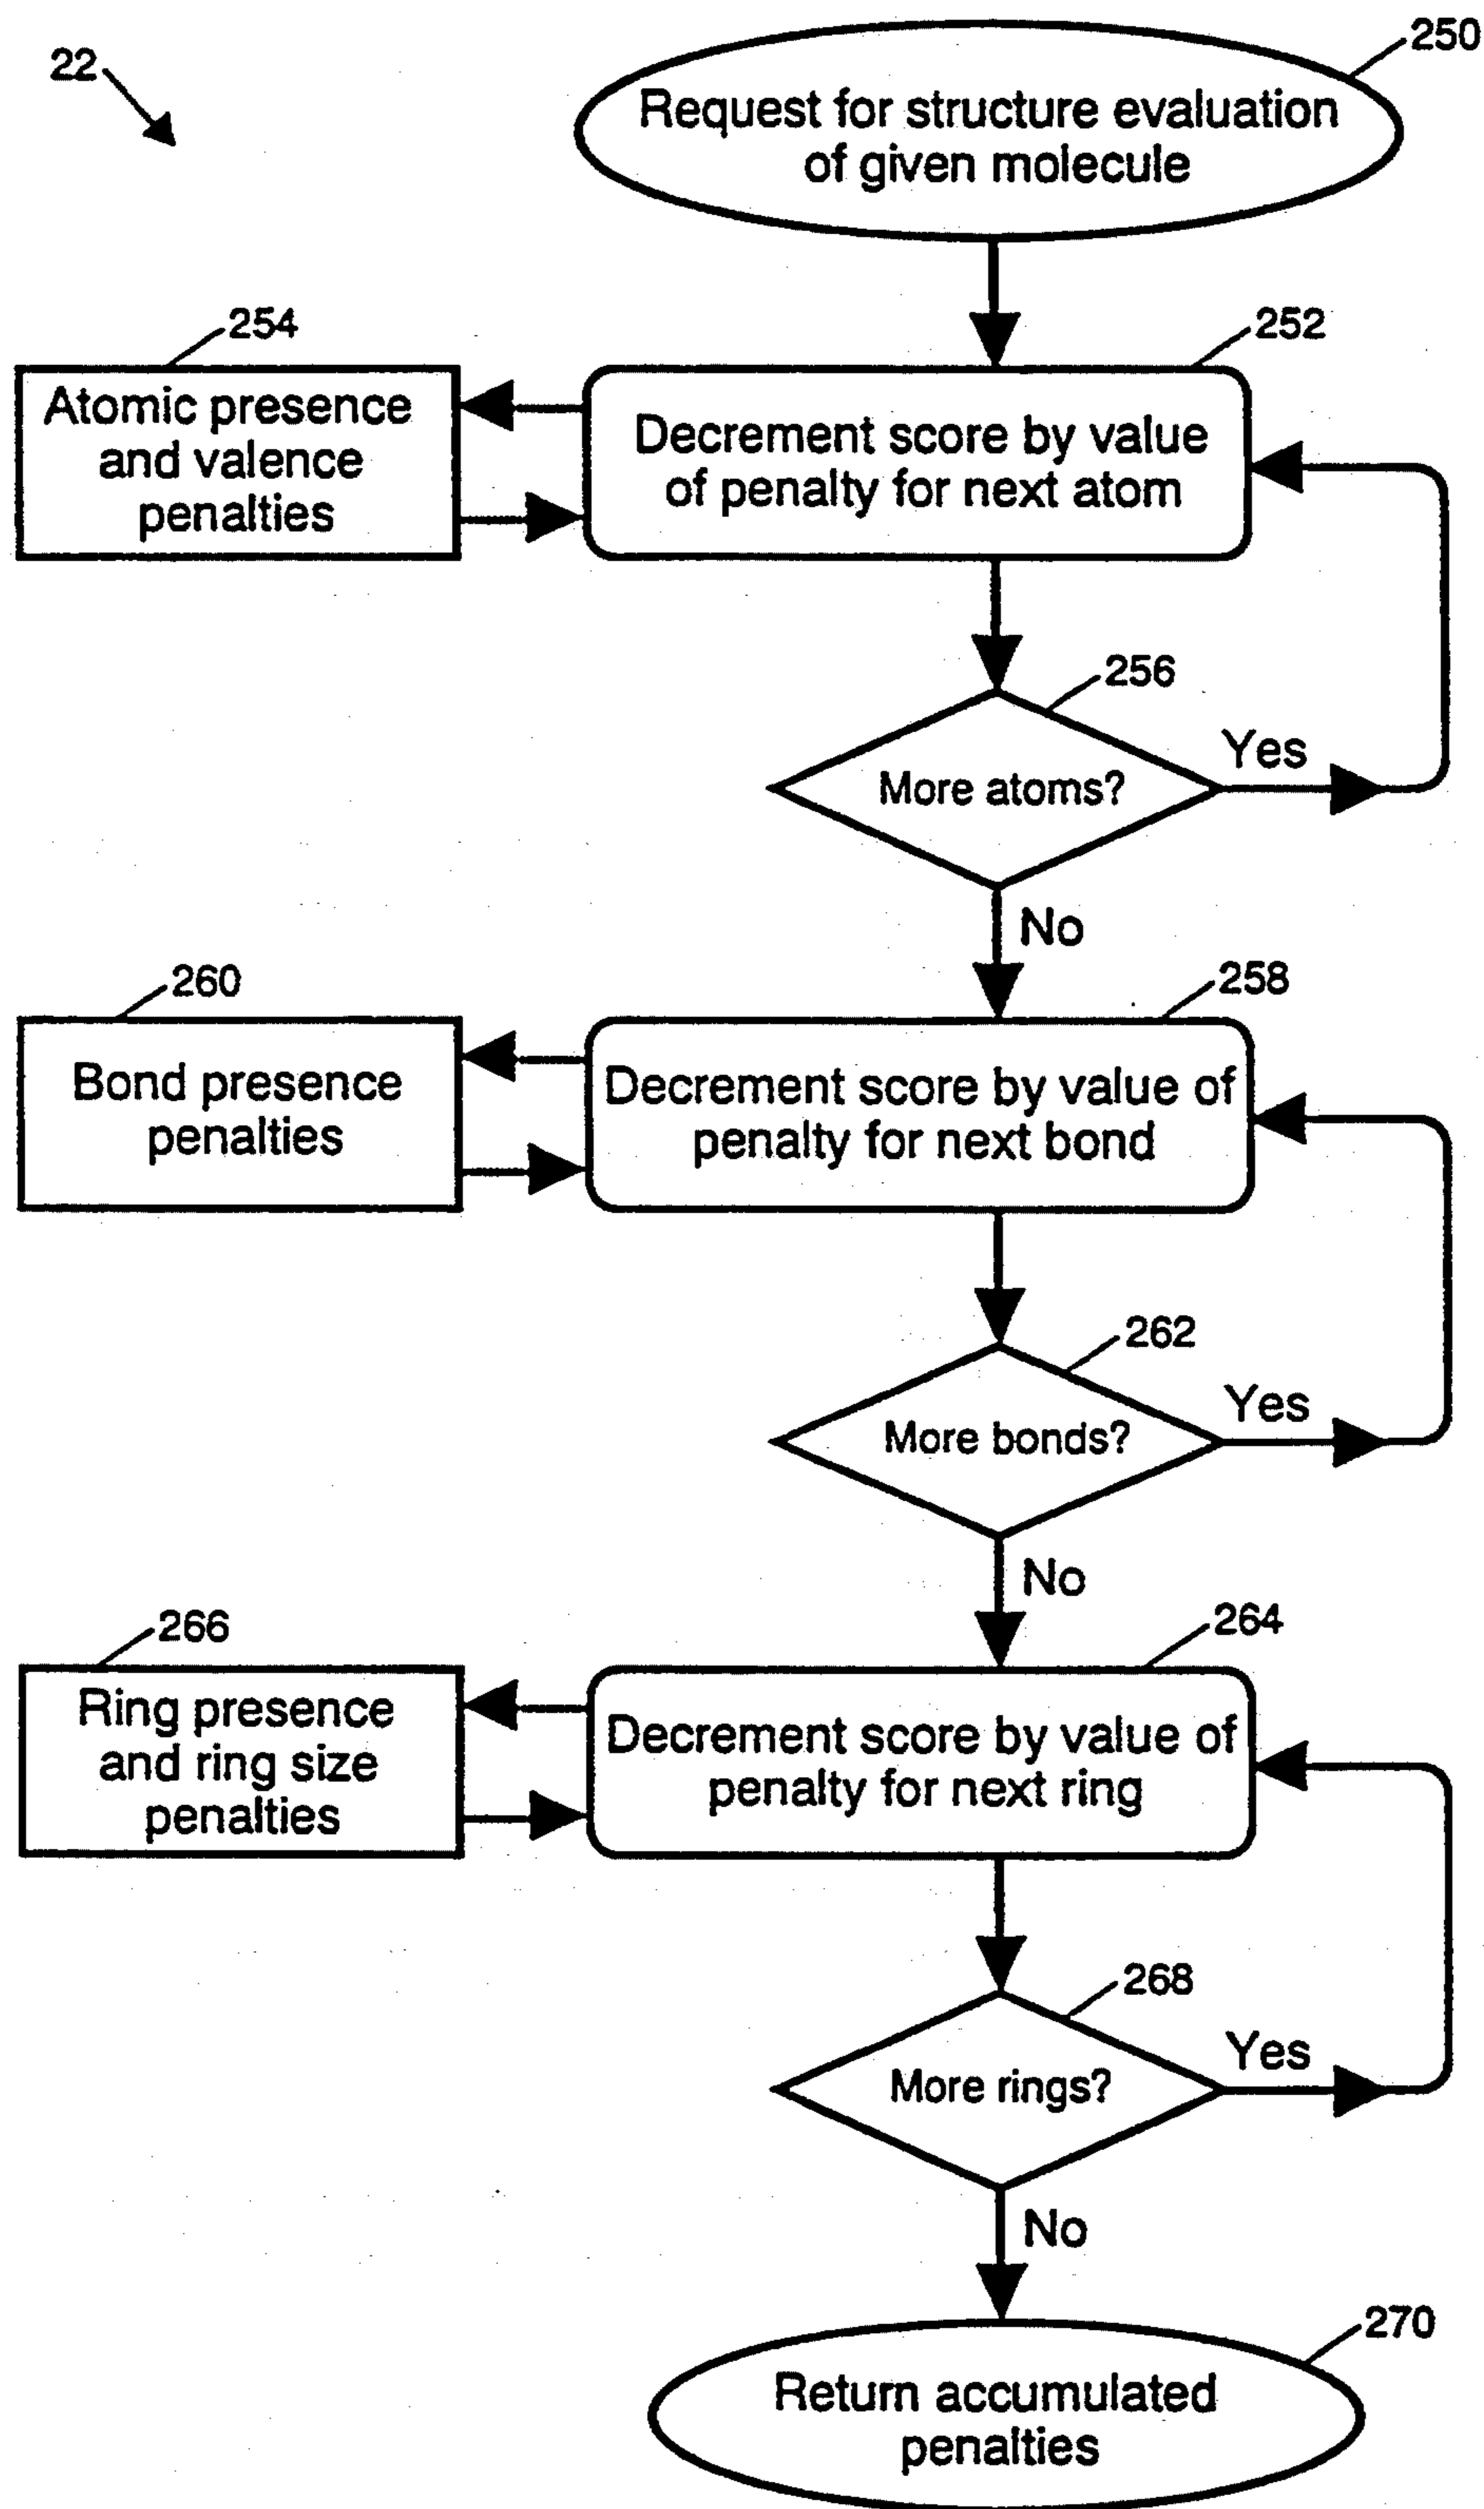 250
22
Request for structure evaluation
of given molecule
254
252
Atomic presence
and valence
penalties
Decrement score by value
of penalty for next atom
256
Yes
More atoms?
No
260
258
Bond presence
penalties
Decrement score by value of
penalty for next bond
262
Yes
More bonds?
No
266
264
Ring presence
and ring size
penalties
Decrement score by value of
penalty for next ring
268
Yes
More rings?
No
270
Return accumulated
penalties